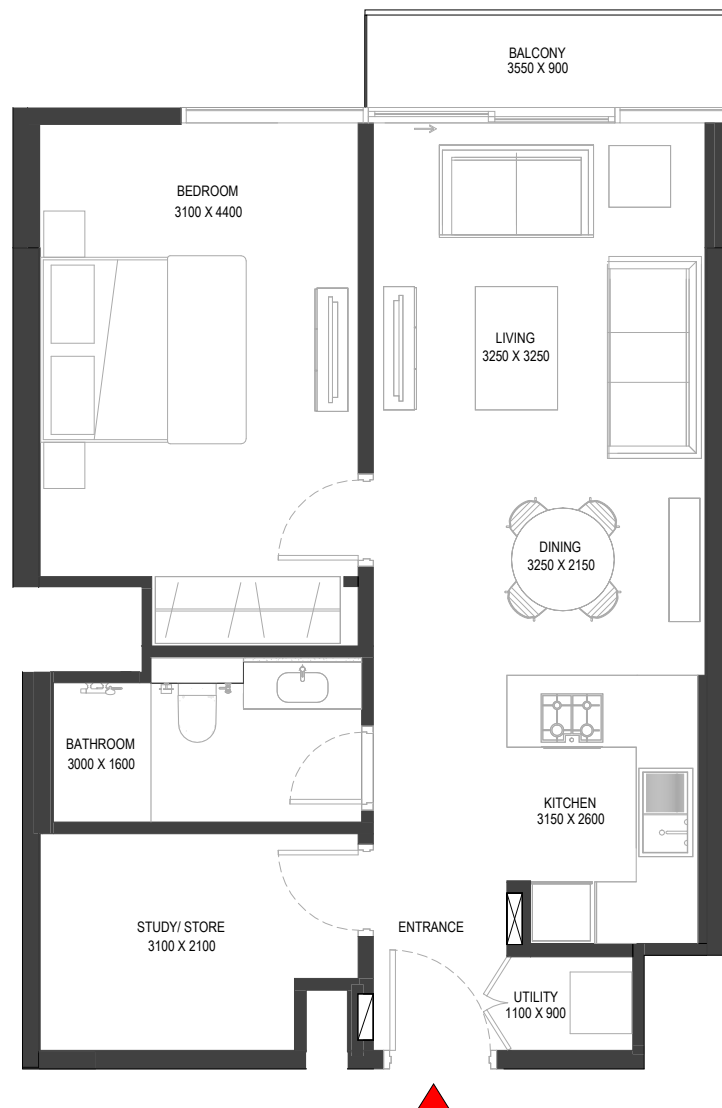 BALCONY
3550 X 900
BEDROOM
3100 X 4400
LIVING
3250 X 3250
DINING
3250 X 2150
BATHROOM
3000 X 1600
KITCHEN
3150 X 2600
STUDY/ STORE
3100 X 2100
ENTRANCE
UTILITY
1100 X 900